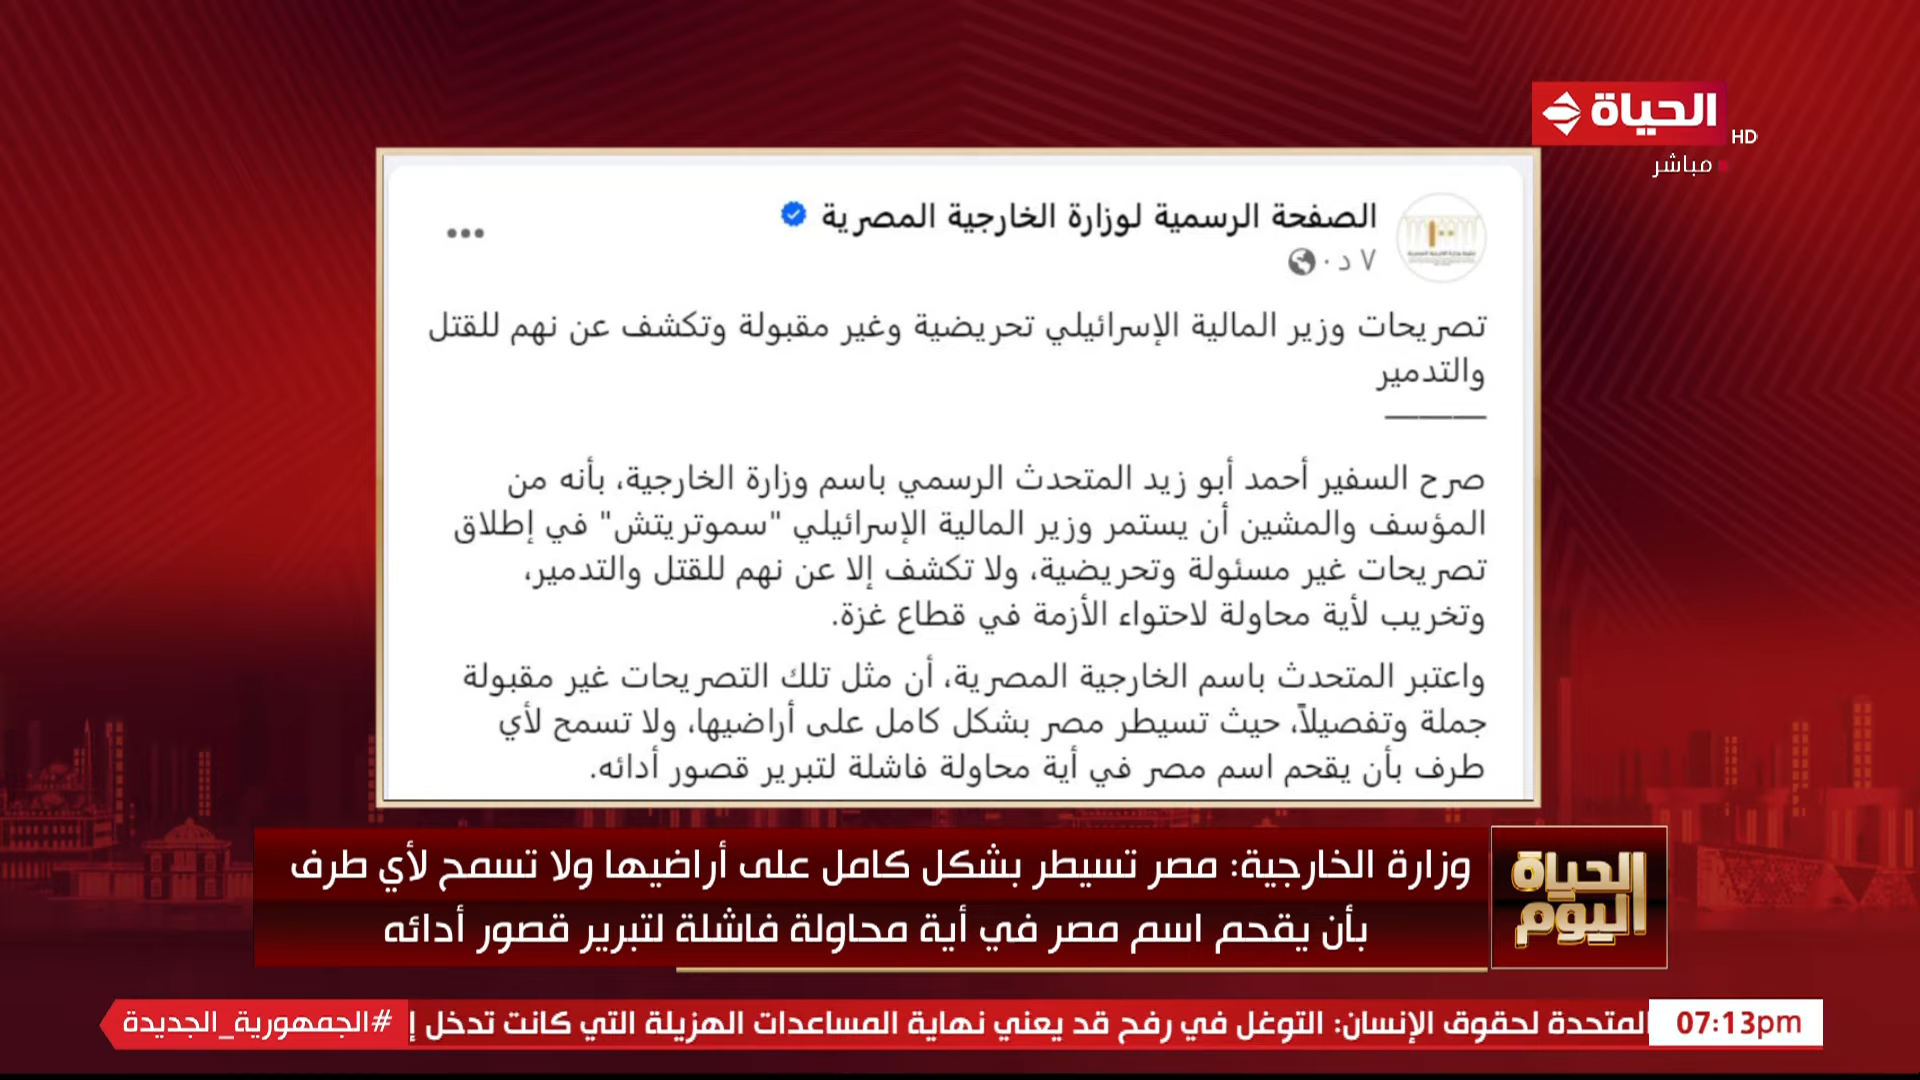 الحياة
HD
مباشر
الصفحة الرسمية لوزارة الخارجية المصرية
٧ د ·
تصريحات وزير المالية الإسرائيلي تحريضية وغير مقبولة وتكشف عن نهم للقتل
والتدمير
صرح السفير أحمد أبو زيد المتحدث الرسمي باسم وزارة الخارجية، بأنه من
المؤسف والمشين أن يستمر وزير المالية الإسرائيلي "سموتريتش" في إطلاق
تصريحات غير مسئولة وتحريضية، ولا تكشف إلا عن نهم للقتل والتدمير،
وتخريب لأية محاولة لاحتواء الأزمة في قطاع غزة.
واعتبر المتحدث باسم الخارجية المصرية، أن مثل تلك التصريحات غير مقبولة
جملة وتفصيلاً، حيث تسيطر مصر بشكل كامل على أراضيها، ولا تسمح لأي
طرف بأن يقحم اسم مصر في أية محاولة فاشلة لتبرير قصور أدائه.
الحياة
اليوم
وزارة الخارجية: مصر تسيطر بشكل كامل على أراضيها ولا تسمح لأي طرف
بأن يقحم اسم مصر في أية محاولة فاشلة لتبرير قصور أدائه
07:13pm
المتحدة لحقوق الإنسان: التوغل في رفح قد يعني نهاية المساعدات الهزيلة التي كانت تدخل إ
#الجمهورية_الجديدة